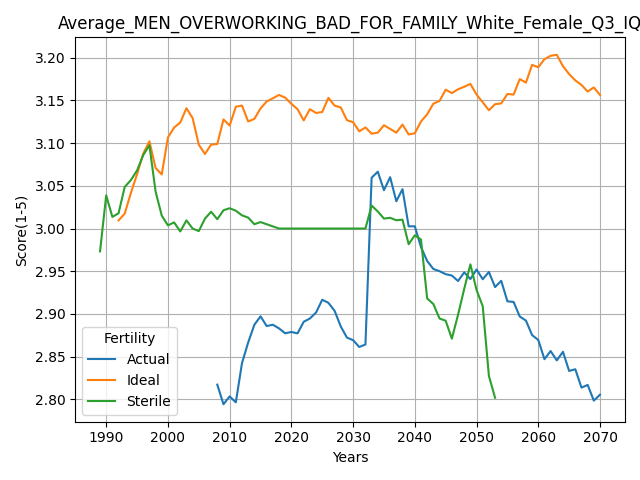 Average_MEN_OVERWORKING_BAD_FOR_FAMILY_White_Female_Q3_IQ
Score(1-5)
3.20
3.15
3.10
3.05
3.00
2.95
2.90
2.85
2.80
Fertility
Actual
Ideal
Sterile
1990 2000 2010 2020 2030 2040 2050 2060 2070
Years